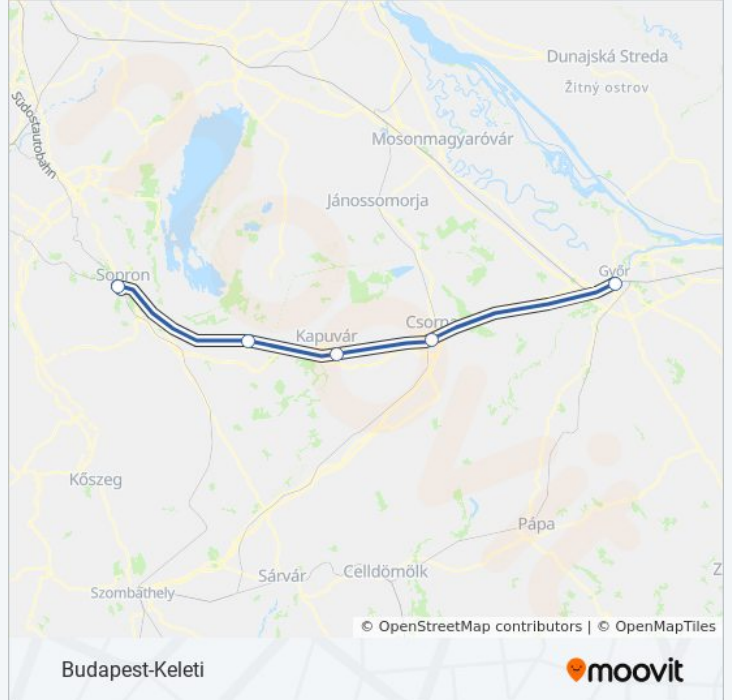 Dunajská Streda
Žitný ostrov
Südostautobahn
Mosonmagyaróvár
Jánossomorja
Sopron
Győr
Kapuvár
Csorna
Kőszeg
Pápa
Sárvár
Celldömölk
Szombathely
Z
© OpenStreetMap contributors | © OpenMapTiles
Budapest-Keleti
moovit